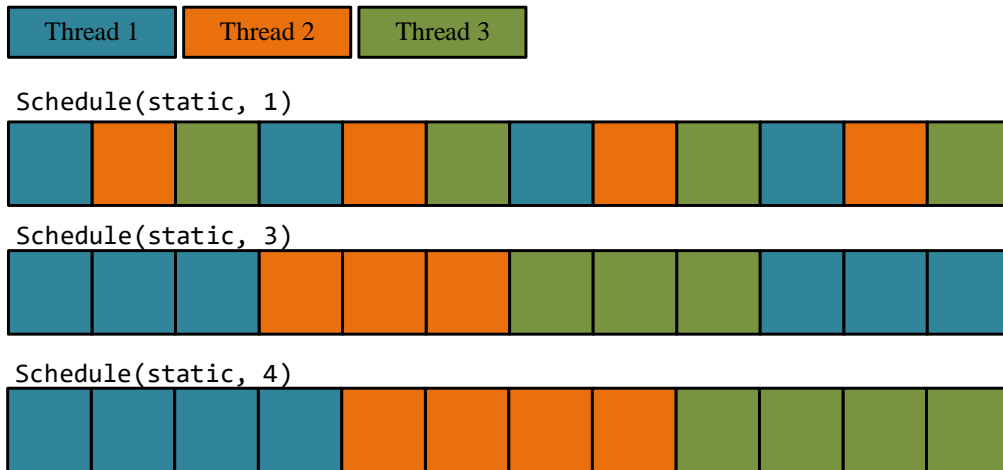 Thread 1 Thread 2 Thread 3
Schedule(static, 1)
Schedule(static, 3)
Schedule(static, 4)